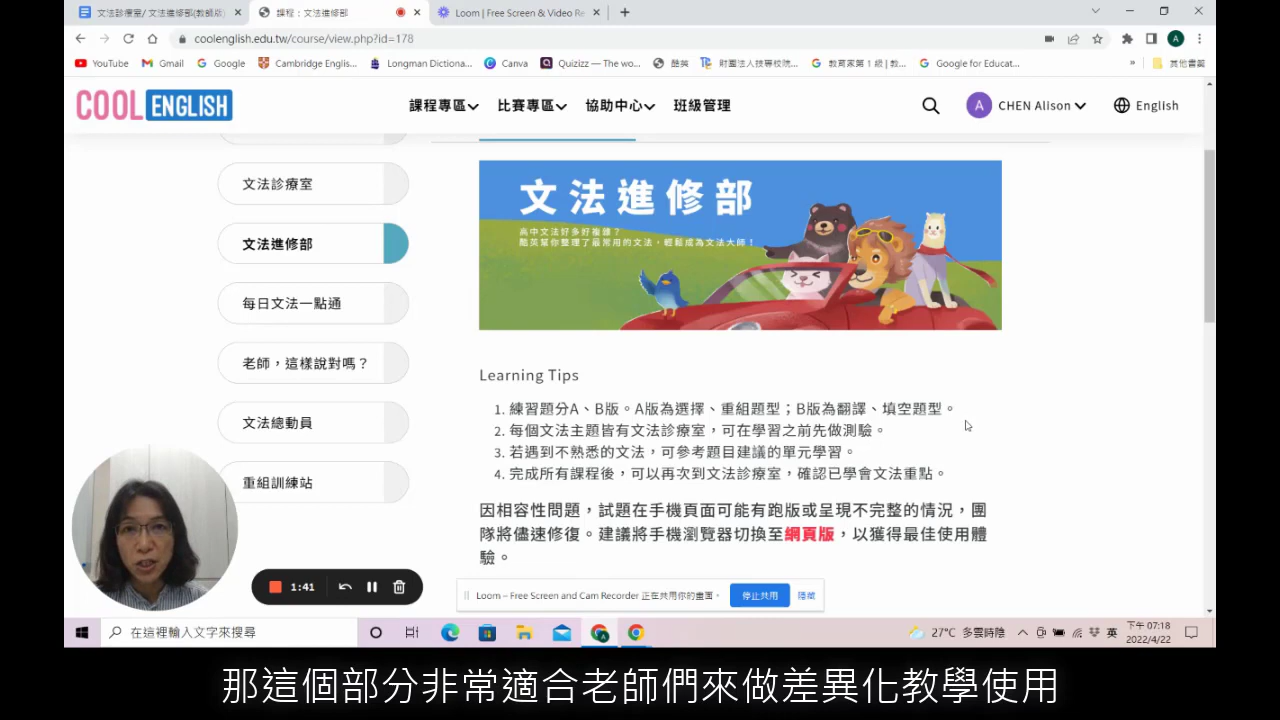 文法診療室/ 文法進修部(教師版)
課程：文法進修部
Loom | Free Screen & Video Re
coolenglish.edu.tw/course/view.php?id=178
YouTube
Gmail
Google
Cambridge Englis...
Longman Dictiona...
Canva
Quizizz — The wo...
酷英
財團法人技專校院...
教育家第 1 級 | 教...
Google for Educat...
»
其他書籤
COOL ENGLISH
課程專區
比賽專區
協助中心
班級管理
A
CHEN Alison
English
文法診療室
文法進修部
每日文法一點通
老師，這樣說對嗎？
文法總動員
重組訓練站
文法進修部
高中文法好多好複雜？
酷英幫你整理了最常用的文法，輕鬆成為文法大師！
Learning Tips
1. 練習題分A、B版。A版為選擇、重組題型；B版為翻譯、填空題型。
2. 每個文法主題皆有文法診療室，可在學習之前先做測驗。
3. 若遇到不熟悉的文法，可參考題目建議的單元學習。
4. 完成所有課程後，可以再次到文法診療室，確認已學會文法重點。
因相容性問題，試題在手機頁面可能有跑版或呈現不完整的情況，團
隊將儘速修復。建議將手機瀏覽器切換至網頁版，以獲得最佳使用體
驗。
1:41
Loom – Free Screen and Cam Recorder 正在共用你的畫面。
停止共用
隱藏
在這裡輸入文字來搜尋
27°C 多雲時陰
英
下午 07:18
2022/4/22
那這個部分非常適合老師們來做差異化教學使用